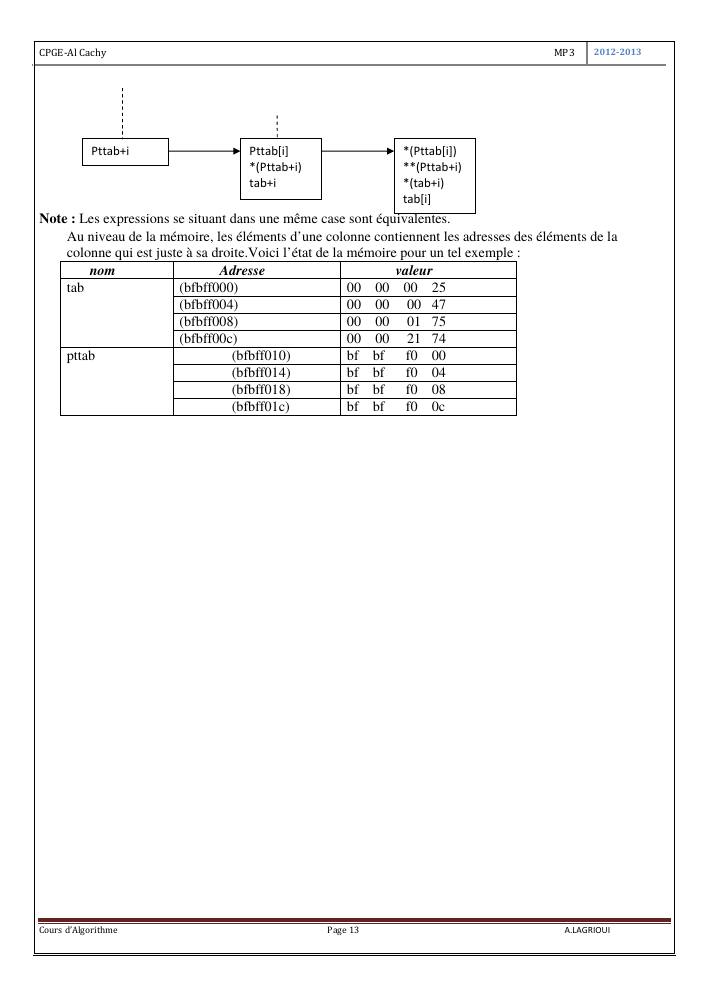 CPGE-Al Cachy MP3 2012-2013
Pttab+i
Pttab[i]
*(Pttab+i)
tab+i
*(Pttab[i])
**(Pttab+i)
*(tab+i)
tab[i]
Note : Les expressions se situant dans une même case sont équivalentes.
Au niveau de la mémoire, les éléments d’une colonne contiennent les adresses des éléments de la
colonne qui est juste à sa droite.Voici l’état de la mémoire pour un tel exemple :
nom Adresse valeur
tab (bfbff000) 00 00 00 25
(bfbff004) 00 00 00 47
(bfbff008) 00 00 01 75
(bfbff00c) 00 00 21 74
pttab (bfbff010) bf bf f0 00
(bfbff014) bf bf f0 04
(bfbff018) bf bf f0 08
(bfbff01c) bf bf f0 0c
Cours d’Algorithme Page 13 A.LAGRIOUI